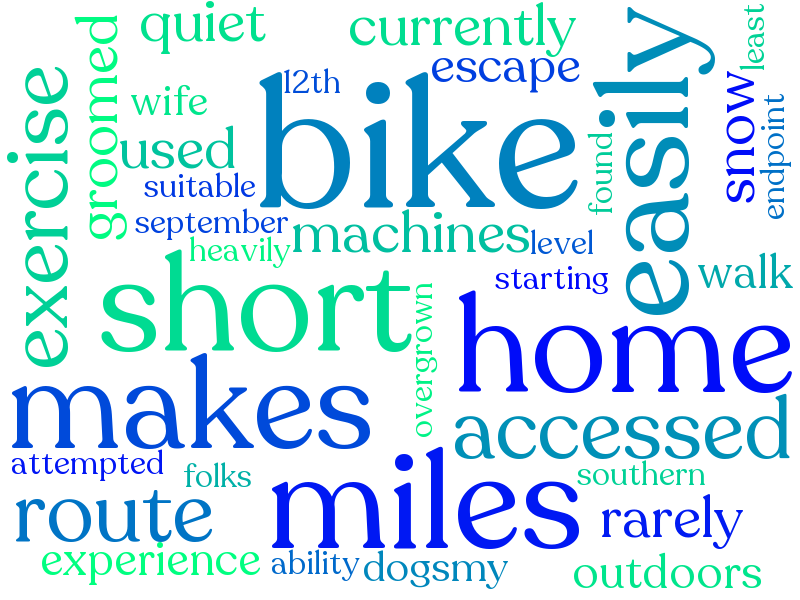 quiet
currently
least
groomed
wife
12th
escape
easily
snow
exercise
used
bike
found
endpoint
suitable
september
machines
level
heavily
starting
walk
short
overgrown
home
makes
accessed
attempted
folks
miles
southern
route
rarely
experience
ability
dogsmy
outdoors